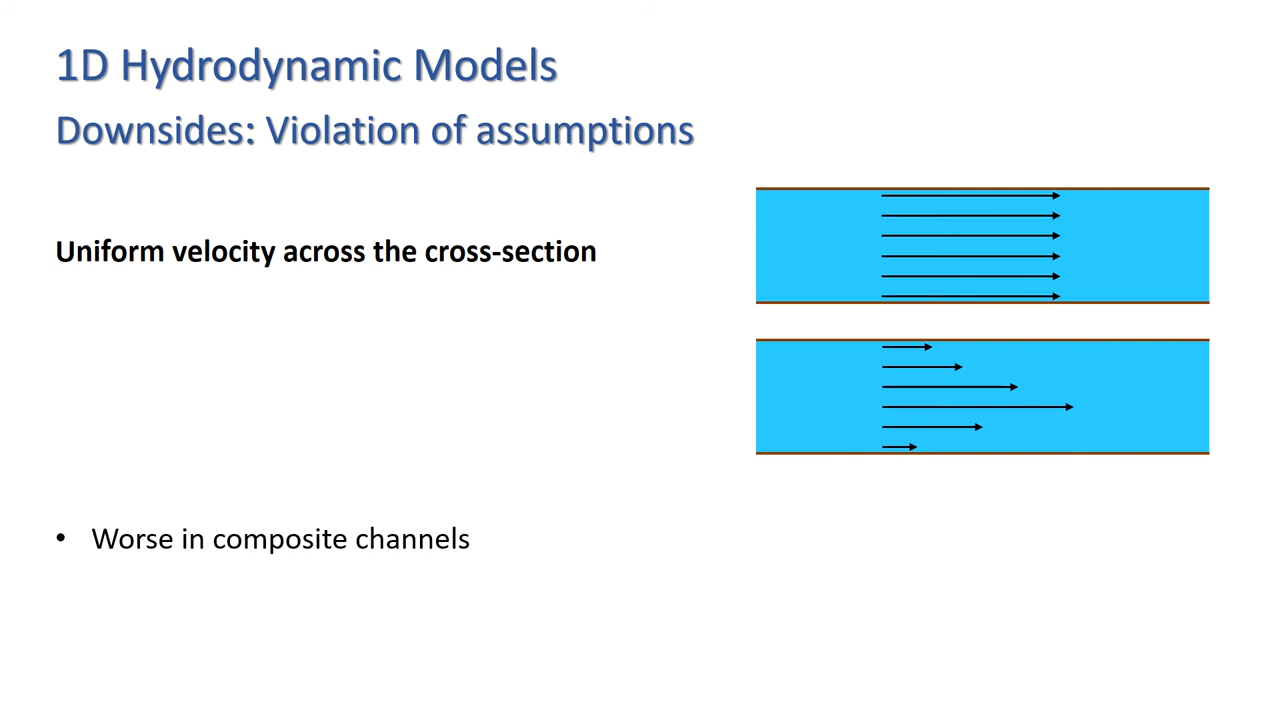 1D Hydrodynamic Models
Downsides: Violation of assumptions
Uniform velocity across the cross-section
• Worse in composite channels